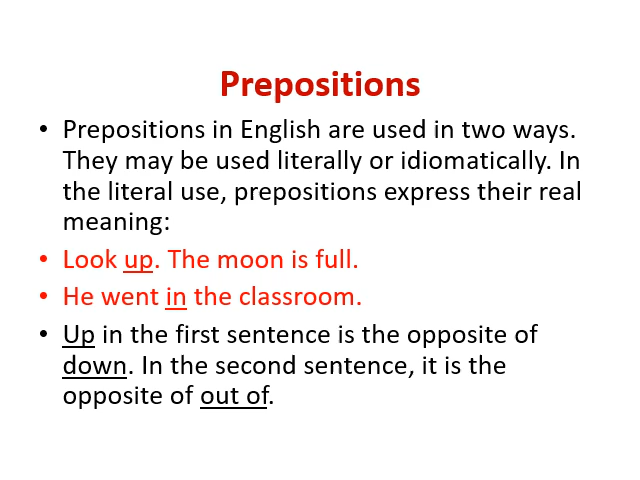 Prepositions
• Prepositions in English are used in two ways.
They may be used literally or idiomatically. In
the literal use, prepositions express their real
meaning:
• Look up. The moon is full.
• He went in the classroom.
• Up in the first sentence is the opposite of
down. In the second sentence, it is the
opposite of out of.